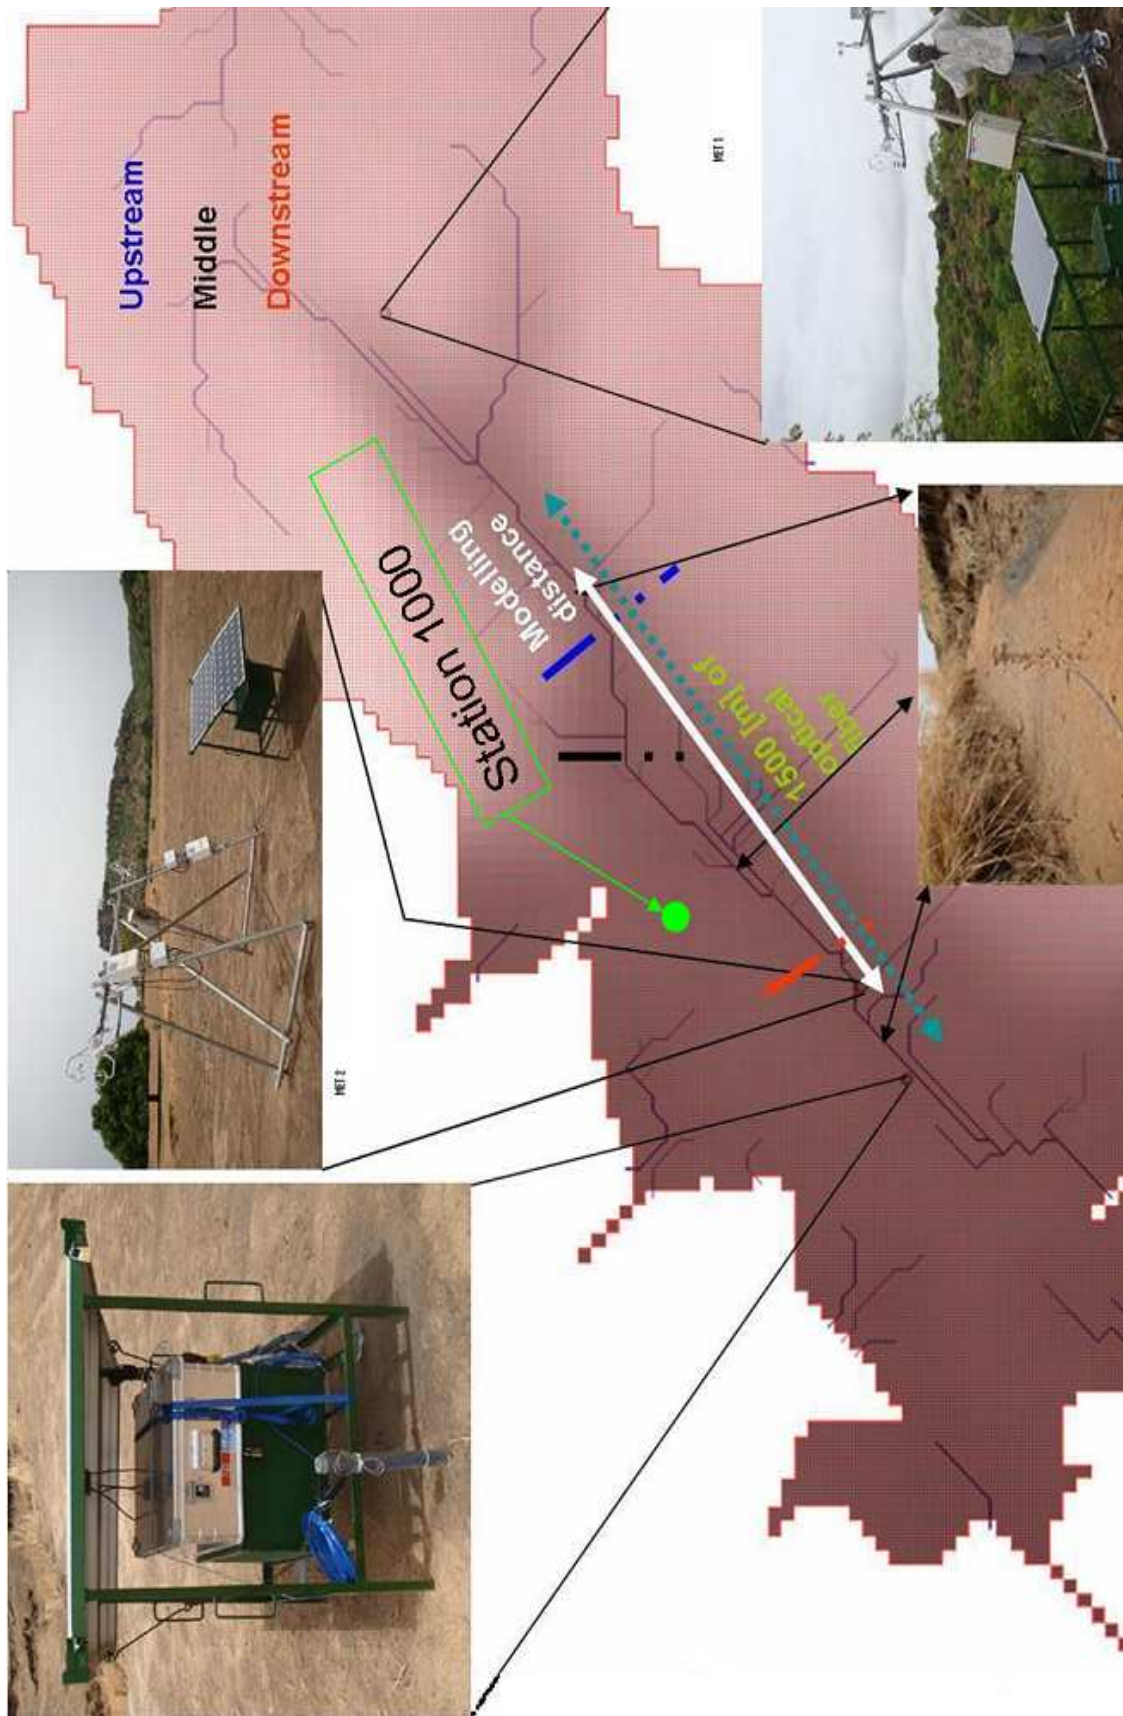 Upstream
Middle
Downstream
MET 1
Modelling
distance
Station 1000
1500 [m] of
optical
fiber
MET 2